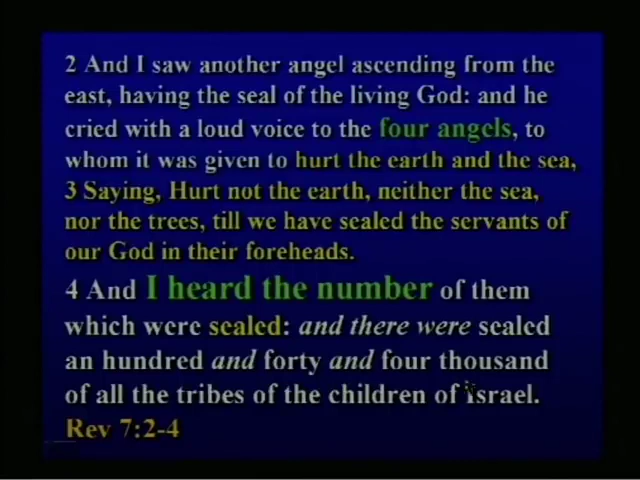 2 And I saw another angel ascending from the
east, having the seal of the living God: and he
cried with a loud voice to the four angels, to
whom it was given to hurt the earth and the sea,
3 Saying, Hurt not the earth, neither the sea,
nor the trees, till we have sealed the servants of
our God in their foreheads.
4 And I heard the number of them
which were sealed: and there were sealed
an hundred and forty and four thousand
of all the tribes of the children of Israel.
Rev 7:2-4